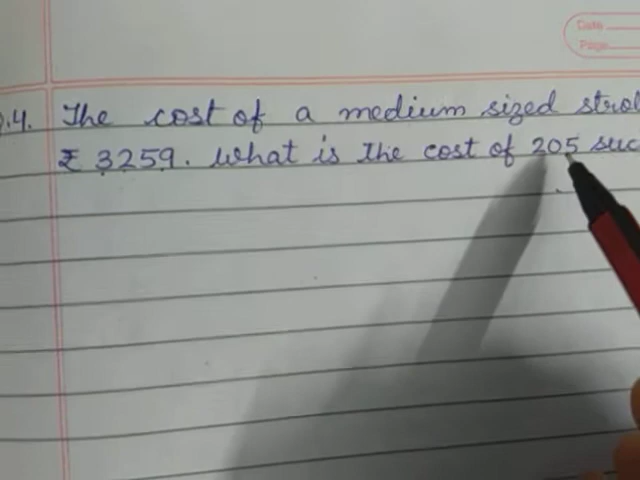 Date
Page
.4. The cost of a medium sized
₹ 3259. What is the cost of 205